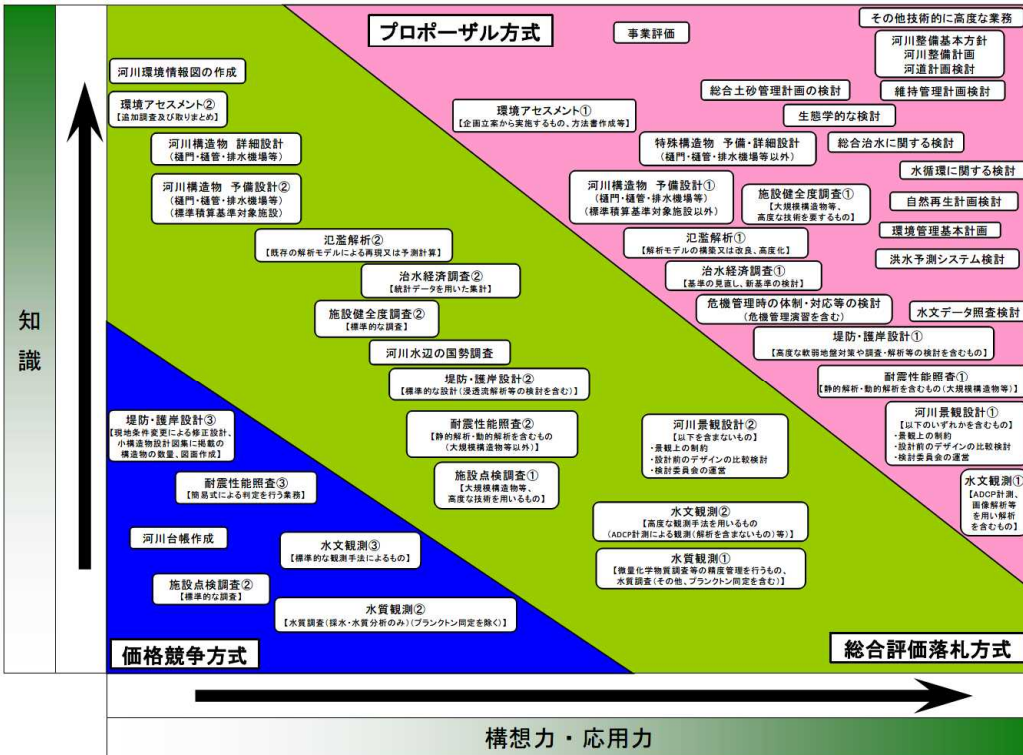 プロポーザル方式
事業評価
その他技術的に高度な業務
河川整備基本方針
河川整備計画
河道計画検討
維持管理計画検討
総合土砂管理計画の検討
生態学的な検討
総合治水に関する検討
水循環に関する検討
自然再生計画検討
環境管理基本計画
洪水予測システム検討
水文データ照査検討
環境アセスメント①
【企画立案から実施するもの、方法書作成等】
特殊構造物 予備・詳細設計
(樋門・樋管・排水機場等以外)
河川構造物 予備設計①
(樋門・樋管・排水機場等)
(標準積算基準対象施設以外)
施設健全度調査①
【大規模構造物等、
高度な技術を要するもの】
氾濫解析①
【解析モデルの構築又は改良、高度化】
治水経済調査①
【基準の見直し、新基準の検討】
危機管理時の体制・対応等の検討
(危機管理演習を含む)
堤防・護岸設計①
【高度な軟弱地盤対策や調査・解析等の検討を含むもの】
耐震性能照査①
【静的解析・動的解析を含むもの(大規模構造物等)】
河川景観設計①
【以下のいずれかを含むもの】
・景観上の制約
・設計前のデザインの比較検討
・検討委員会の運営
水文観測①
【ADCP計測、
画像解析等
を用い解析
を含むもの】
河川環境情報図の作成
環境アセスメント②
【追加調査及び取りまとめ】
河川構造物 詳細設計
(樋門・樋管・排水機場等)
河川構造物 予備設計②
(樋門・樋管・排水機場等)
(標準積算基準対象施設)
氾濫解析②
【既存の解析モデルによる再現又は予測計算】
治水経済調査②
【統計データを用いた集計】
施設健全度調査②
【標準的な調査】
河川水辺の国勢調査
堤防・護岸設計②
【標準的な設計(浸透流解析等の検討を含む)】
耐震性能照査②
【静的解析・動的解析を含むもの
(大規模構造物等以外)】
施設点検調査①
【大規模構造物等、
高度な技術を用いるもの】
河川景観設計②
【以下を含まないもの】
・景観上の制約
・設計前のデザインの比較検討
・検討委員会の運営
水文観測②
【高度な観測手法を用いるもの
(ADCP計測による観測(解析を含まないもの)等)】
水質観測①
【微量化学物質調査等の精度管理を行うもの、
水質調査(その他、プランクトン同定を含む)】
総合評価落札方式
堤防・護岸設計③
【現地条件変更による修正設計、
小構造物設計図集に掲載の
構造物の数量、図面作成】
耐震性能照査③
【簡易式による判定を行う業務】
河川台帳作成
水文観測③
【標準的な観測手法によるもの】
施設点検調査②
【標準的な調査】
水質観測②
【水質調査(採水・水質分析のみ)(プランクトン同定を除く)】
価格競争方式
知
識
構想力・応用力